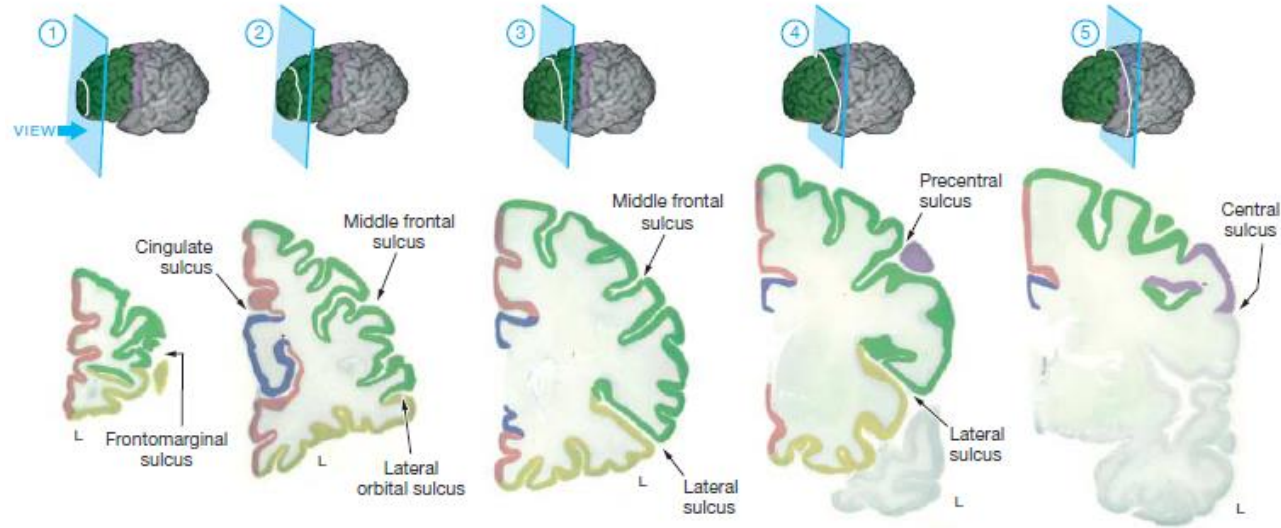 1
2
3
4
5
VIEW
Cingulate
sulcus
Middle frontal
sulcus
Middle frontal
sulcus
Precentral
sulcus
Central
sulcus
L
Frontomarginal
sulcus
L
Lateral
orbital sulcus
L
Lateral
sulcus
Lateral
sulcus
L
L